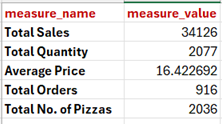 measure_name measure_value
Total Sales 34126
Total Quantity 2077
Average Price 16.422692
Total Orders 916
Total No. of Pizzas 2036